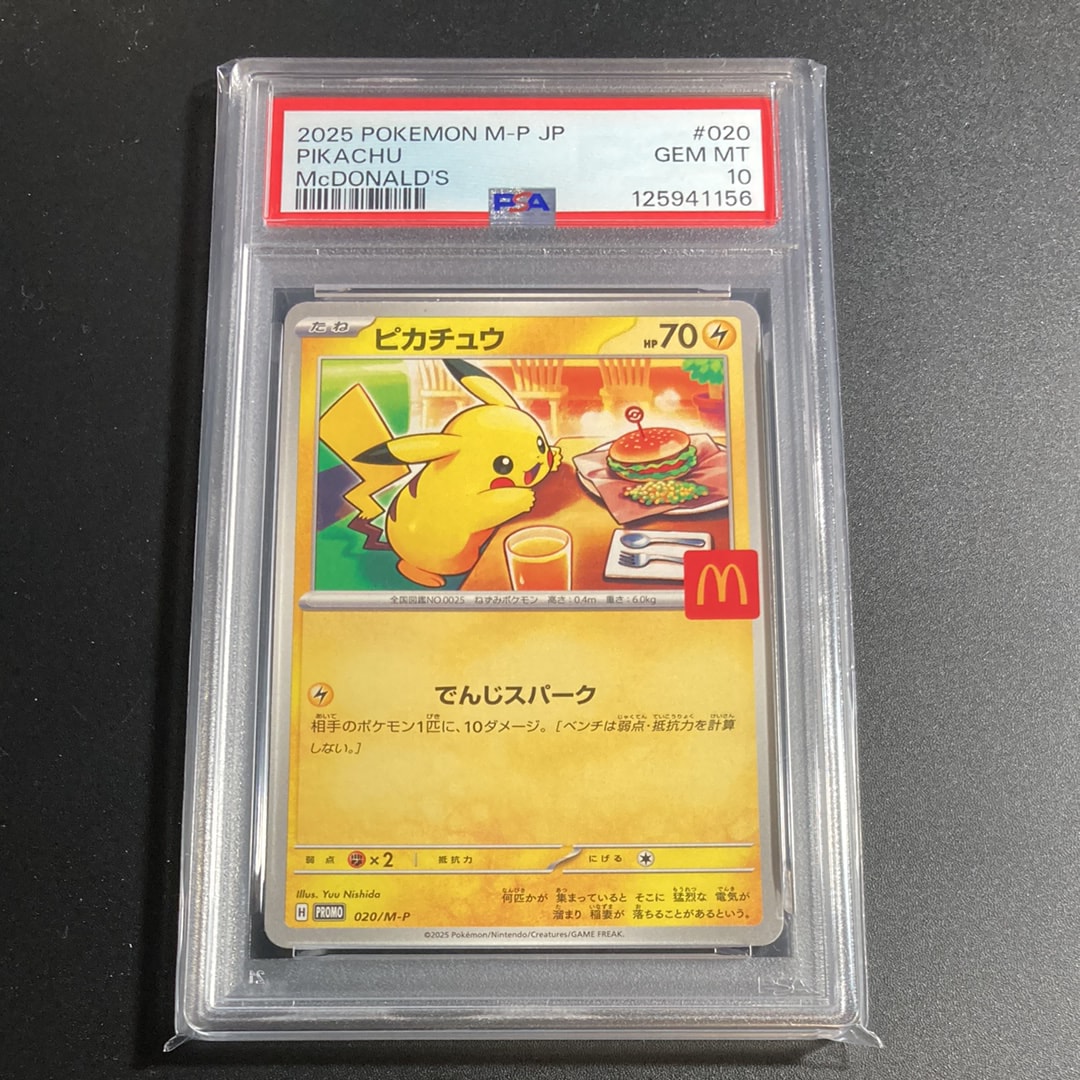 2025 POKEMON M-P JP #020
PIKACHU GEM MT
McDONALD'S 10
PSA 125941156
たね ピカチュウ HP70
全国図鑑NO.0025 ねずみポケモン 高さ:0.4m 重さ:6.0kg
でんじスパーク
相手のポケモン1匹に、10ダメージ。[ベンチは弱点・抵抗力を計算
しない。]
弱点 ×2 抵抗力 にげる
Illus. Yuu Nishida
何匹かが 集まっていると そこに 猛烈な 電気が
溜まり 稲妻が 落ちることがあるという。
H PROMO 020/M-P
©2025 Pokémon/Nintendo/Creatures/GAME FREAK.